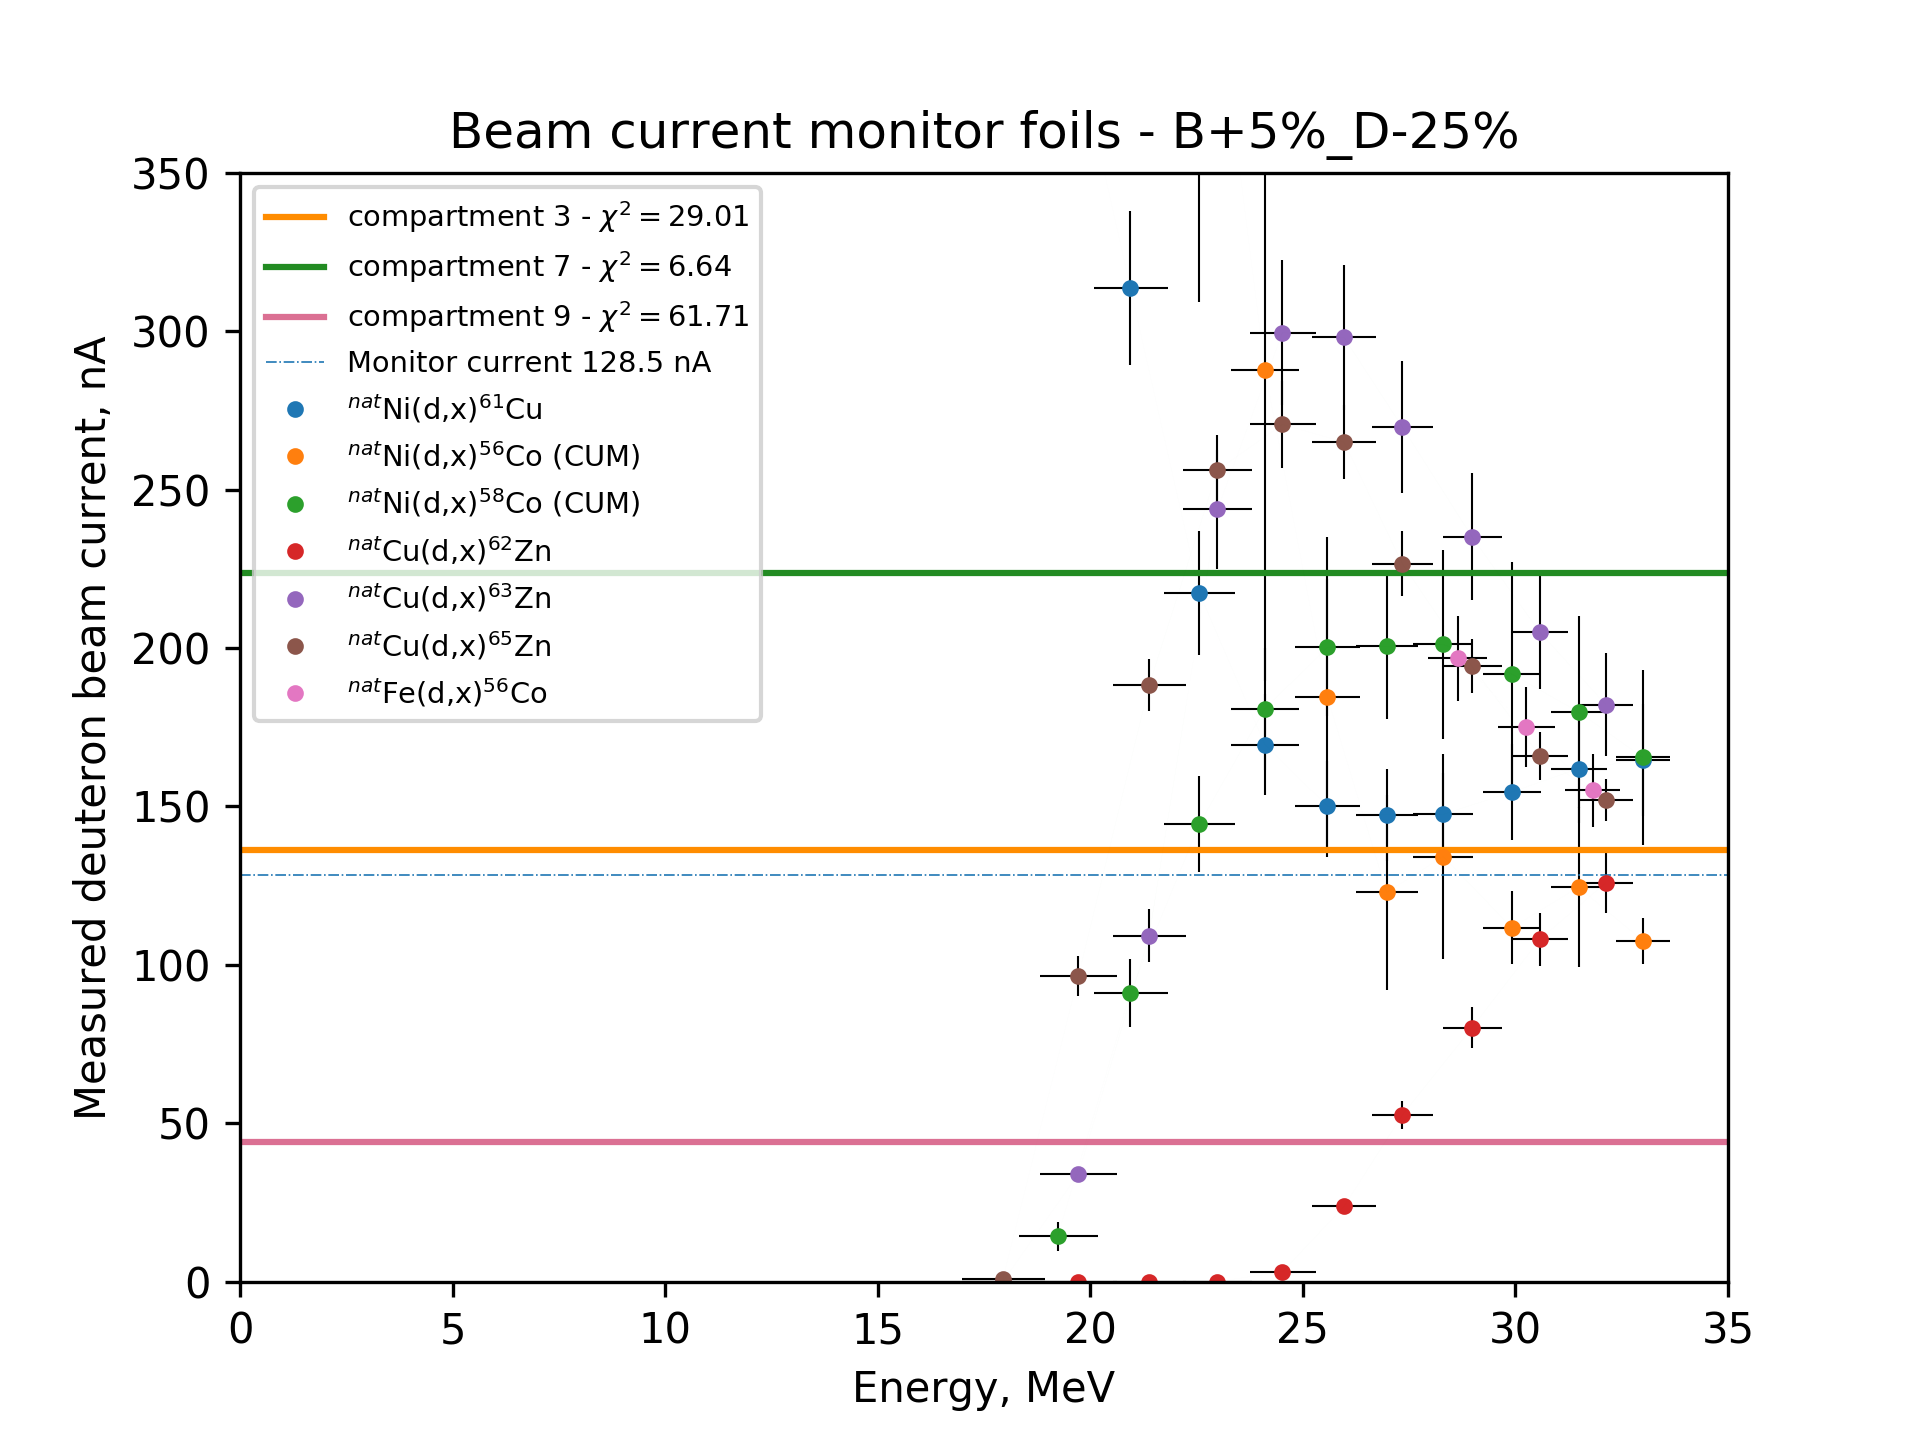 Beam current monitor foils - B+5%_D-25%
Measured deuteron beam current, nA
350
300
250
200
150
100
50
0
compartment 3 - χ² = 29.01
compartment 7 - χ² = 6.64
compartment 9 - χ² = 61.71
Monitor current 128.5 nA
ⁿᵃᵗNi(d,x)⁶¹Cu
ⁿᵃᵗNi(d,x)⁵⁶Co (CUM)
ⁿᵃᵗNi(d,x)⁵⁸Co (CUM)
ⁿᵃᵗCu(d,x)⁶²Zn
ⁿᵃᵗCu(d,x)⁶³Zn
ⁿᵃᵗCu(d,x)⁶⁵Zn
ⁿᵃᵗFe(d,x)⁵⁶Co
0 5 10 15 20 25 30 35
Energy, MeV